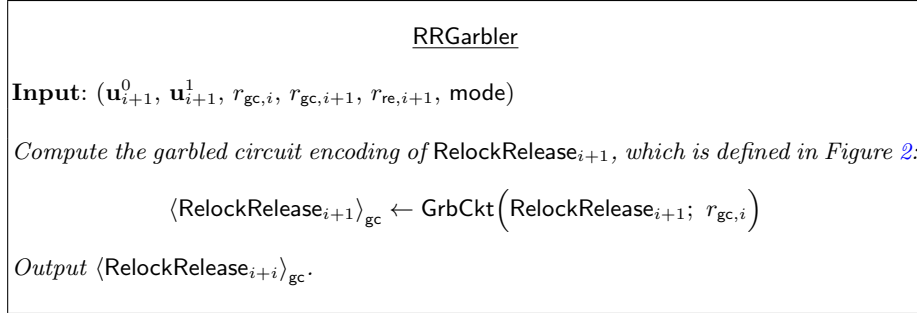 RRGarbler
Input: (u^0_{i+1}, u^1_{i+1}, r_{gc,i}, r_{gc,i+1}, r_{re,i+1}, mode)
Compute the garbled circuit encoding of RelockRelease_{i+1}, which is defined in Figure 2:
⟨RelockRelease_{i+1}⟩_{gc} ← GrbCkt(RelockRelease_{i+1}; r_{gc,i})
Output ⟨RelockRelease_{i+i}⟩_{gc}.